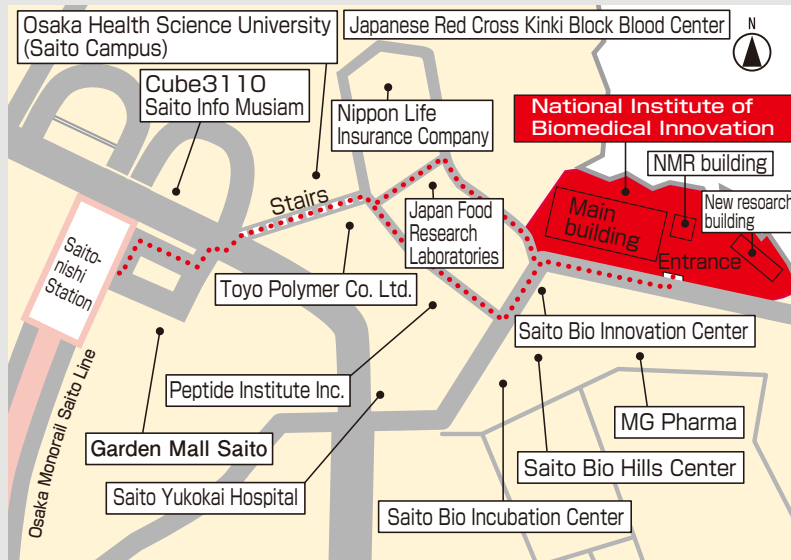 Osaka Health Science University
(Saito Campus)
Japanese Red Cross Kinki Block Blood Center
N
Cube3110
Saito Info Musiam
Nippon Life
Insurance Company
National Institute of
Biomedical Innovation
NMR building
New resoarch
building
Main
building
Entrance
Stairs
Japan Food
Research
Laboratories
Saito-
nishi
Station
Toyo Polymer Co. Ltd.
Saito Bio Innovation Center
Peptide Institute Inc.
MG Pharma
Garden Mall Saito
Saito Bio Hills Center
Saito Yukokai Hospital
Saito Bio Incubation Center
Osaka Monorail Saito Line